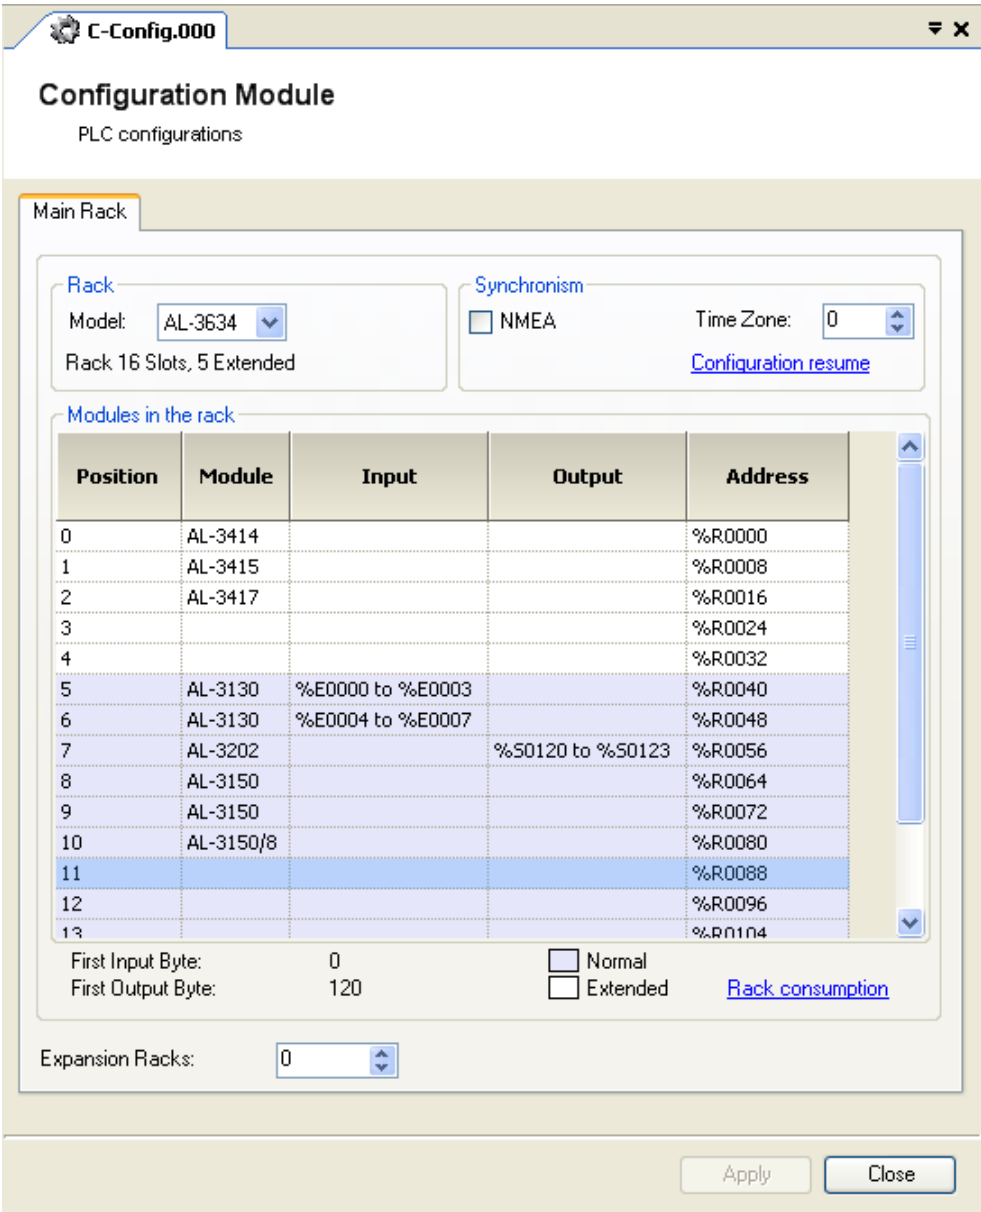 C-Config.000
Configuration Module
PLC configurations
Main Rack
Rack
Model: AL-3634
Rack 16 Slots, 5 Extended
Synchronism
NMEA Time Zone: 0
Configuration resume
Modules in the rack
Position Module Input Output Address
0 AL-3414 %R0000
1 AL-3415 %R0008
2 AL-3417 %R0016
3 %R0024
4 %R0032
5 AL-3130 %E0000 to %E0003 %R0040
6 AL-3130 %E0004 to %E0007 %R0048
7 AL-3202 %S0120 to %S0123 %R0056
8 AL-3150 %R0064
9 AL-3150 %R0072
10 AL-3150/8 %R0080
11 %R0088
12 %R0096
13 %R0104
First Input Byte: 0 Normal
First Output Byte: 120 Extended Rack consumption
Expansion Racks: 0
Apply Close